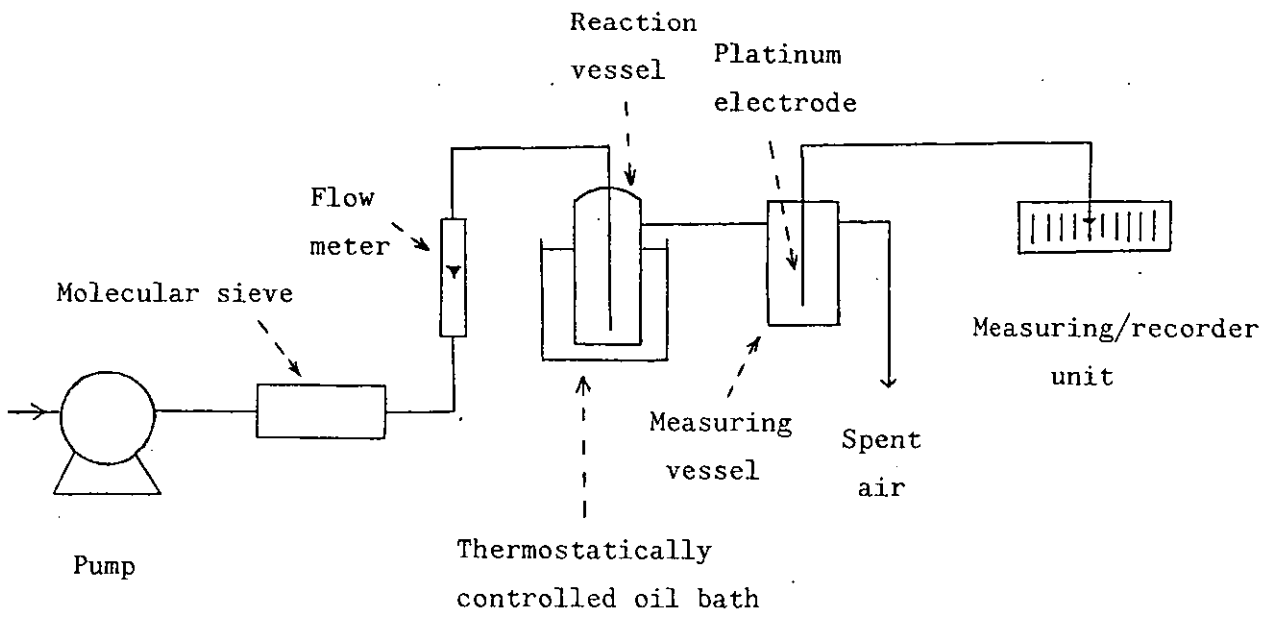 Reaction
vessel
Platinum
electrode
Flow
meter
Molecular sieve
Measuring/recorder
unit
Measuring
vessel
Spent
air
Pump
Thermostatically
controlled oil bath